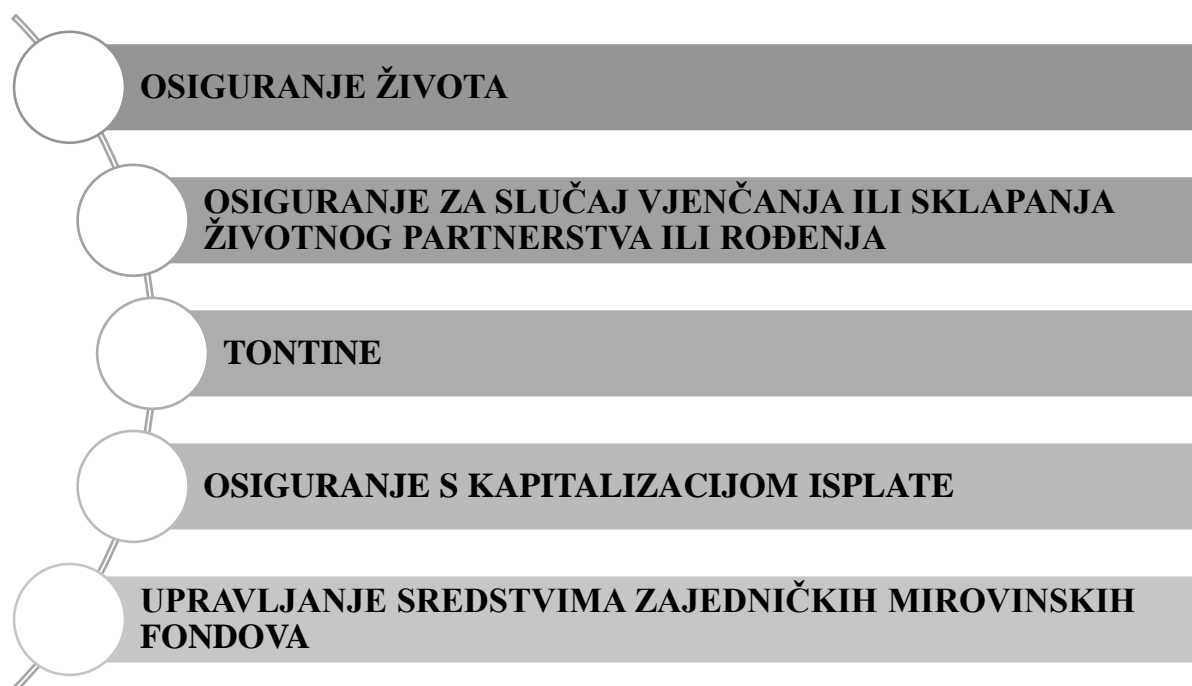 OSIGURANJE ŽIVOTA
OSIGURANJE ZA SLUČAJ VJENČANJA ILI SKLAPANJA
ŽIVOTNOG PARTNERSTVA ILI ROĐENJA
TONTINE
OSIGURANJE S KAPITALIZACIJOM ISPLATE
UPRAVLJANJE SREDSTVIMA ZAJEDNIČKIH MIROVINSKIH
FONDOVA